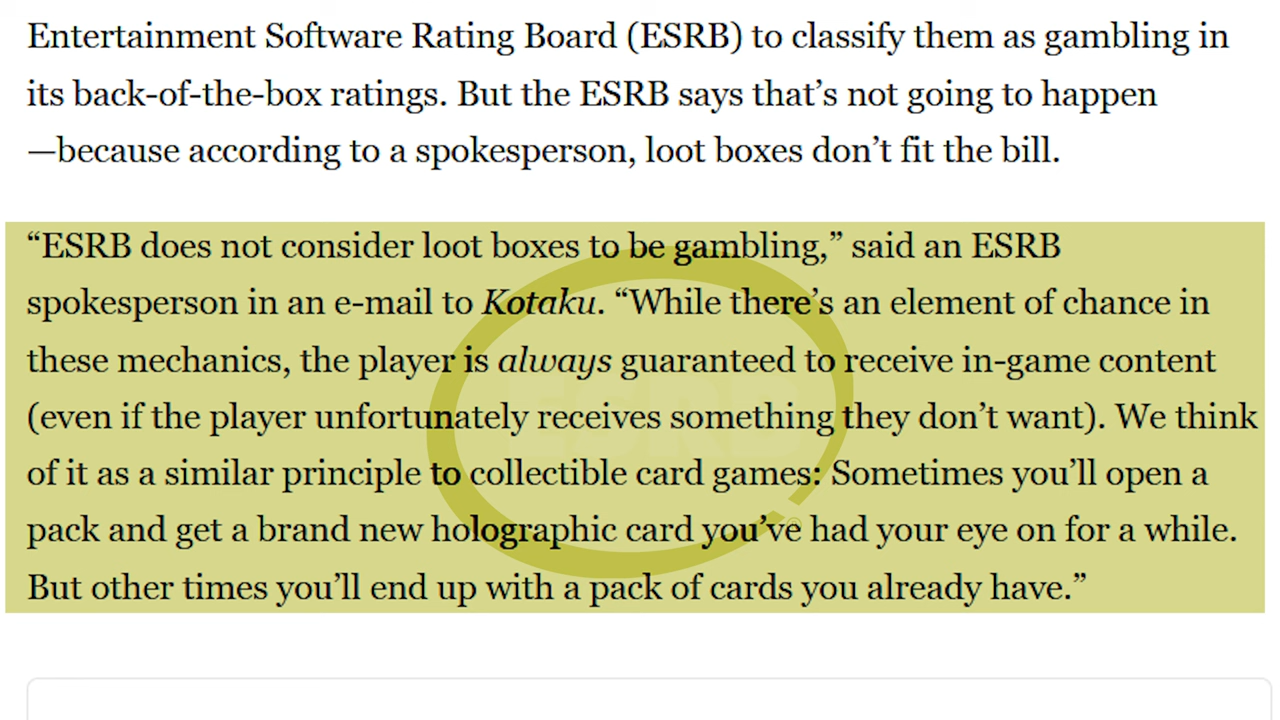 Entertainment Software Rating Board (ESRB) to classify them as gambling in
its back-of-the-box ratings. But the ESRB says that’s not going to happen
—because according to a spokesperson, loot boxes don’t fit the bill.
“ESRB does not consider loot boxes to be gambling,” said an ESRB
spokesperson in an e-mail to Kotaku. “While there’s an element of chance in
these mechanics, the player is always guaranteed to receive in-game content
(even if the player unfortunately receives something they don’t want). We think
of it as a similar principle to collectible card games: Sometimes you’ll open a
pack and get a brand new holographic card you’ve had your eye on for a while.
But other times you’ll end up with a pack of cards you already have.”
ESRB